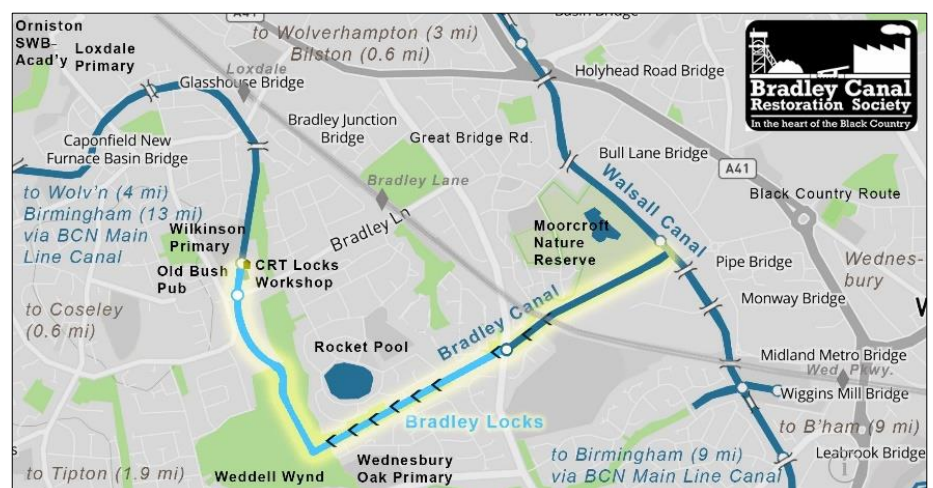 A41
Basin Bridge
Orniston
SWB-
Acad'y
Loxdale
Primary
to Wolverhampton (3 mi)
Bilston (0.6 mi)
Loxdale
Glasshouse Bridge
Holyhead Road Bridge
Bradley Canal
Restoration Society
In the heart of the Black Country
Bradley Junction
Bridge
Great Bridge Rd.
Caponfield New
Furnace Basin Bridge
Bull Lane Bridge
A41
Bradley Lane
Walsall Canal
Black Country Route
to Wolv'n (4 mi)
Birmingham (13 mi)
via BCN Main
Line Canal
Wilkinson
Primary
Bradley Ln
Moorcroft
Nature
Reserve
Old Bush
Pub
CRT Locks
Workshop
Pipe Bridge
Wednes-
bury
Monway Bridge
to Coseley
(0.6 mi)
Bradley Canal
Rocket Pool
Midland Metro Bridge
Wed. Pkwy.
Wiggins Mill Bridge
Bradley Locks
to B'ham (9 mi)
Leabrook Bridge
to Tipton (1.9 mi)
Weddell Wynd
Wednesbury
Oak Primary
to Birmingham (9 mi)
via BCN Main Line Canal